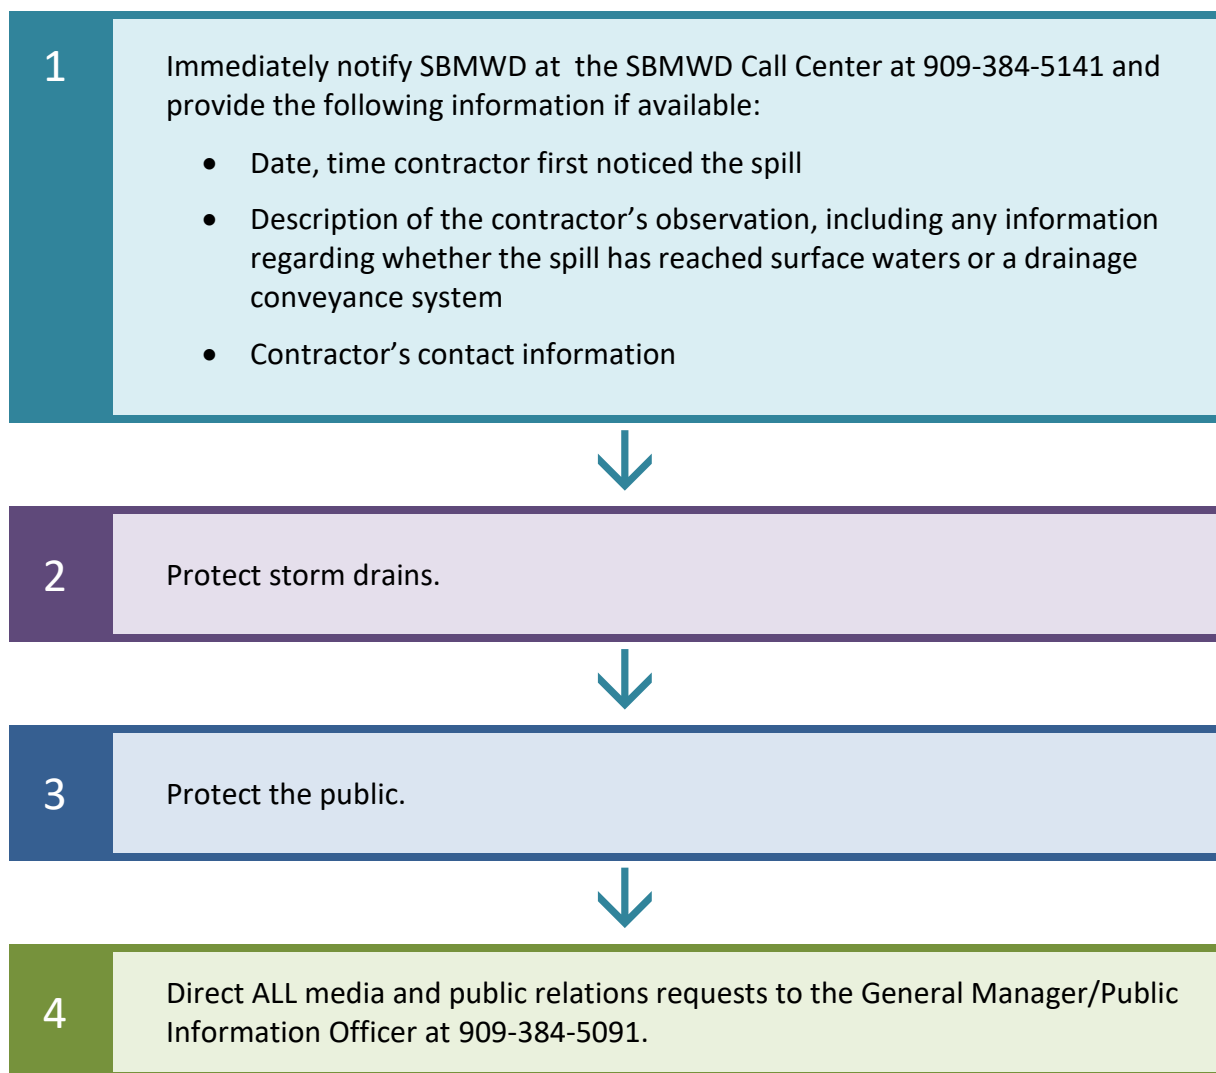 1
Immediately notify SBMWD at  the SBMWD Call Center at 909-384-5141 and
provide the following information if available:
• Date, time contractor first noticed the spill
• Description of the contractor’s observation, including any information
regarding whether the spill has reached surface waters or a drainage
conveyance system
• Contractor’s contact information
2
Protect storm drains.
3
Protect the public.
4
Direct ALL media and public relations requests to the General Manager/Public
Information Officer at 909-384-5091.